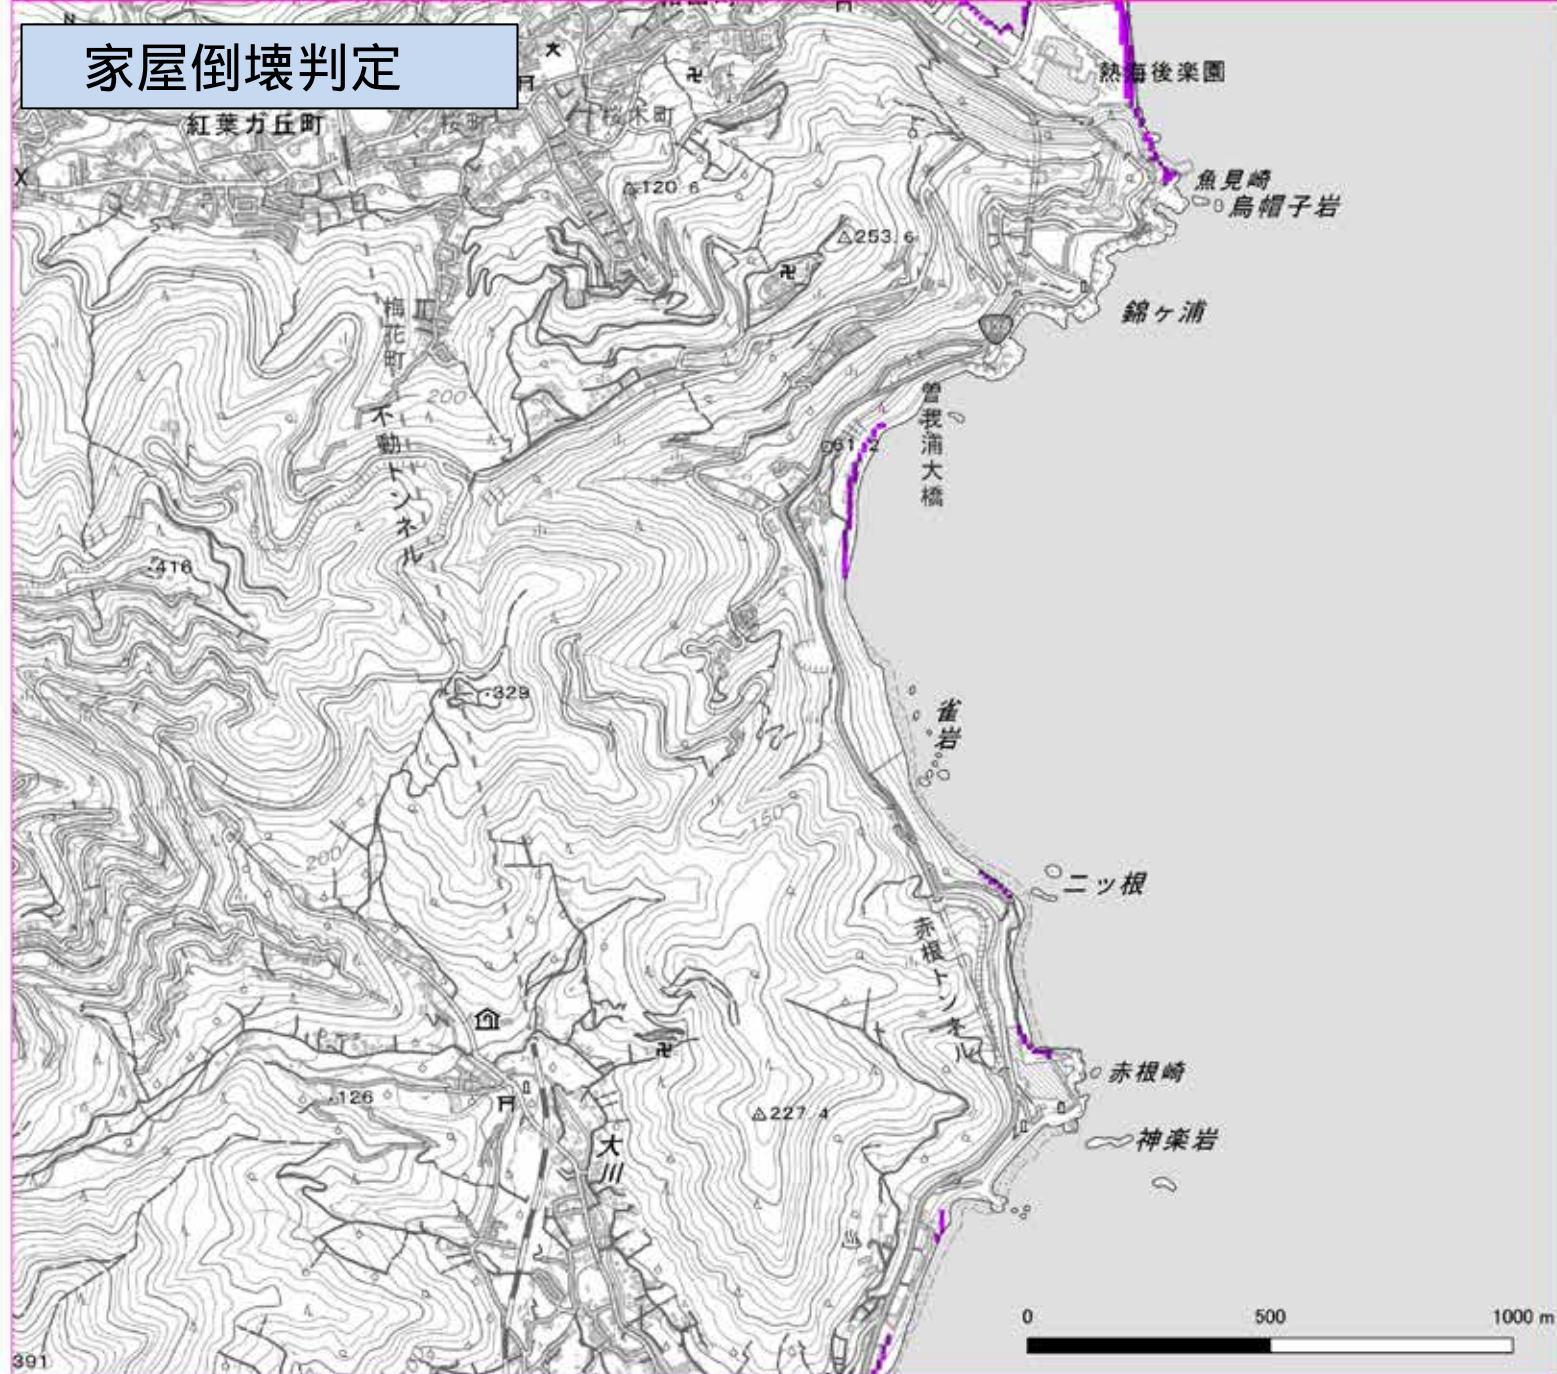 家屋倒壊判定
熱海後楽園
紅葉ガ丘町
桜町
桜木町
120.6
魚見崎
烏帽子岩
253.6
錦ヶ浦
梅花町
200
曽我浦大橋
不動トンネル
61.2
416
329
雀岩
150
200
二ッ根
赤根トンネル
赤根崎
126
227.4
大川
神楽岩
0 500 1000 m
391